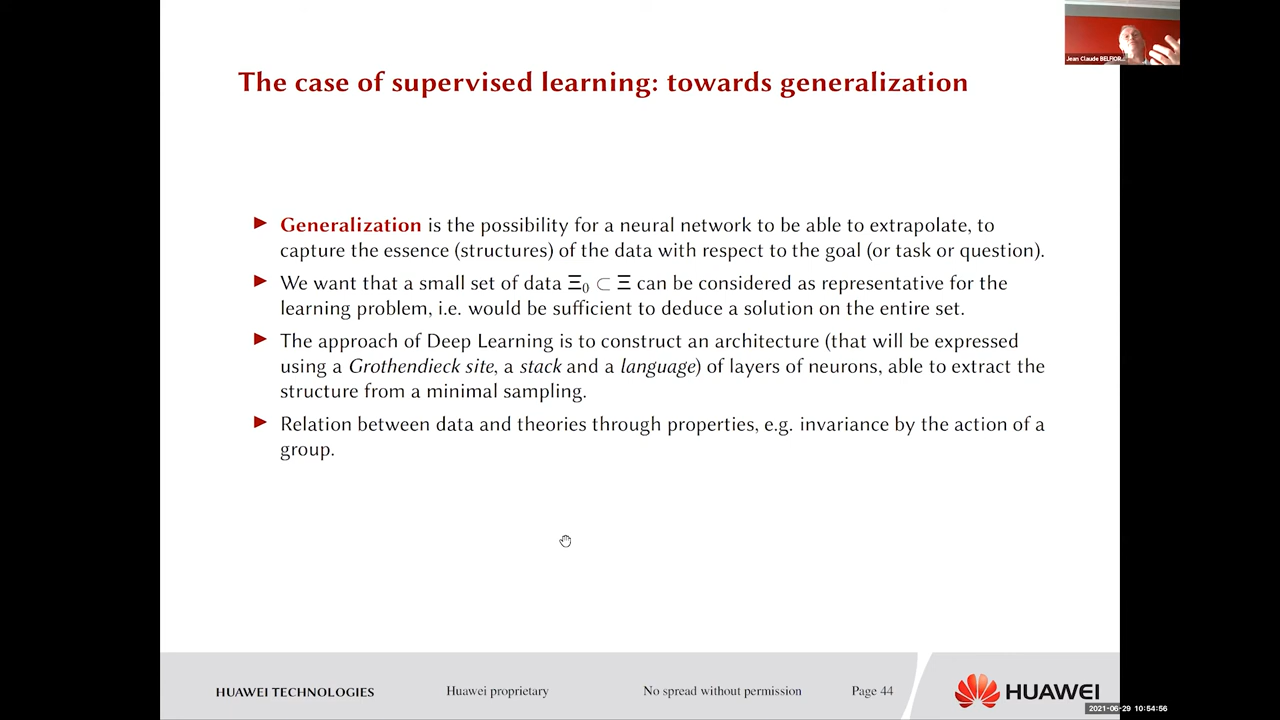 Jean Claude BELFIOR...
The case of supervised learning: towards generalization
► Generalization is the possibility for a neural network to be able to extrapolate, to
capture the essence (structures) of the data with respect to the goal (or task or question).
► We want that a small set of data Ξ₀ ⊂ Ξ can be considered as representative for the
learning problem, i.e. would be sufficient to deduce a solution on the entire set.
► The approach of Deep Learning is to construct an architecture (that will be expressed
using a Grothendieck site, a stack and a language) of layers of neurons, able to extract the
structure from a minimal sampling.
► Relation between data and theories through properties, e.g. invariance by the action of a
group.
HUAWEI TECHNOLOGIES Huawei proprietary No spread without permission Page 44 HUAWEI
2021-06-29 10:54:56